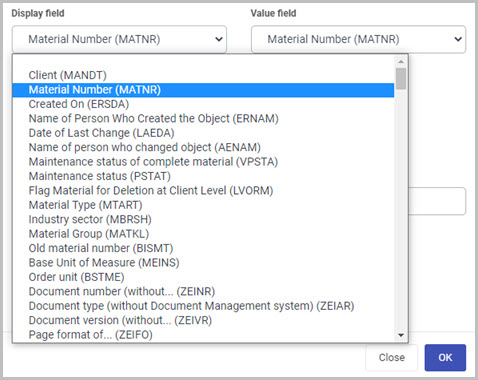 Display field Value field
Material Number (MATNR) Material Number (MATNR)
Client (MANDT)
Material Number (MATNR)
Created On (ERSDA)
Name of Person Who Created the Object (ERNAM)
Date of Last Change (LAEDA)
Name of person who changed object (AENAM)
Maintenance status of complete material (VPSTA)
Maintenance status (PSTAT)
Flag Material for Deletion at Client Level (LVORM)
Material Type (MTART)
Industry sector (MBRSH)
Material Group (MATKL)
Old material number (BISMT)
Base Unit of Measure (MEINS)
Order unit (BSTME)
Document number (without... (ZEINR)
Document type (without Document Management system) (ZEIAR)
Document version (without... (ZEIVR)
Page format of... (ZEIFO)
Close OK